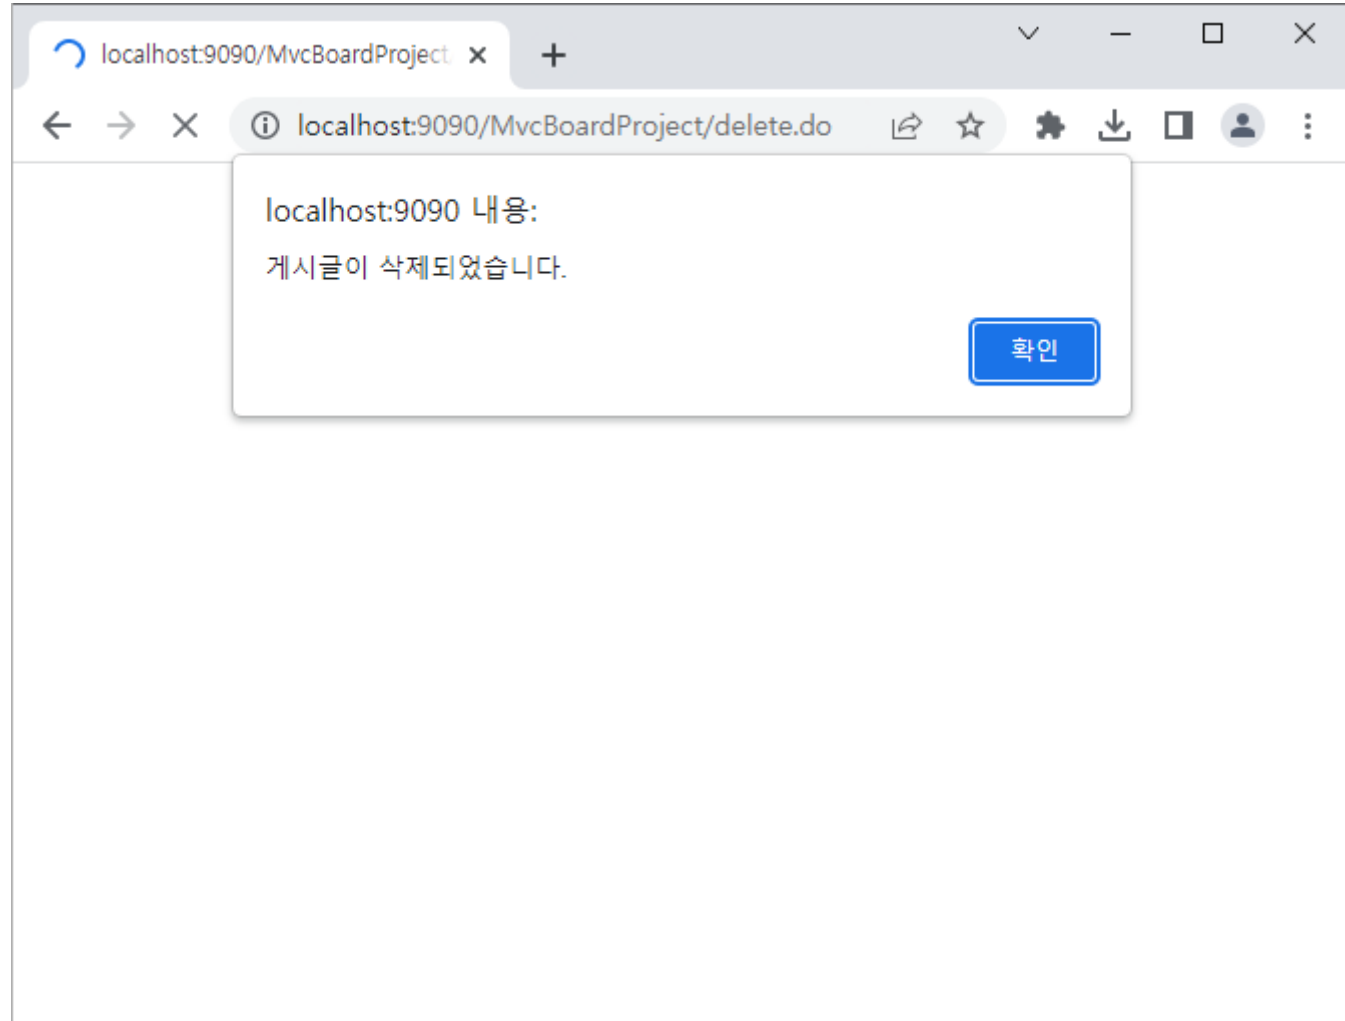 localhost:9090/MvcBoardProject
localhost:9090/MvcBoardProject/delete.do
localhost:9090 내용:
게시글이 삭제되었습니다.
확인